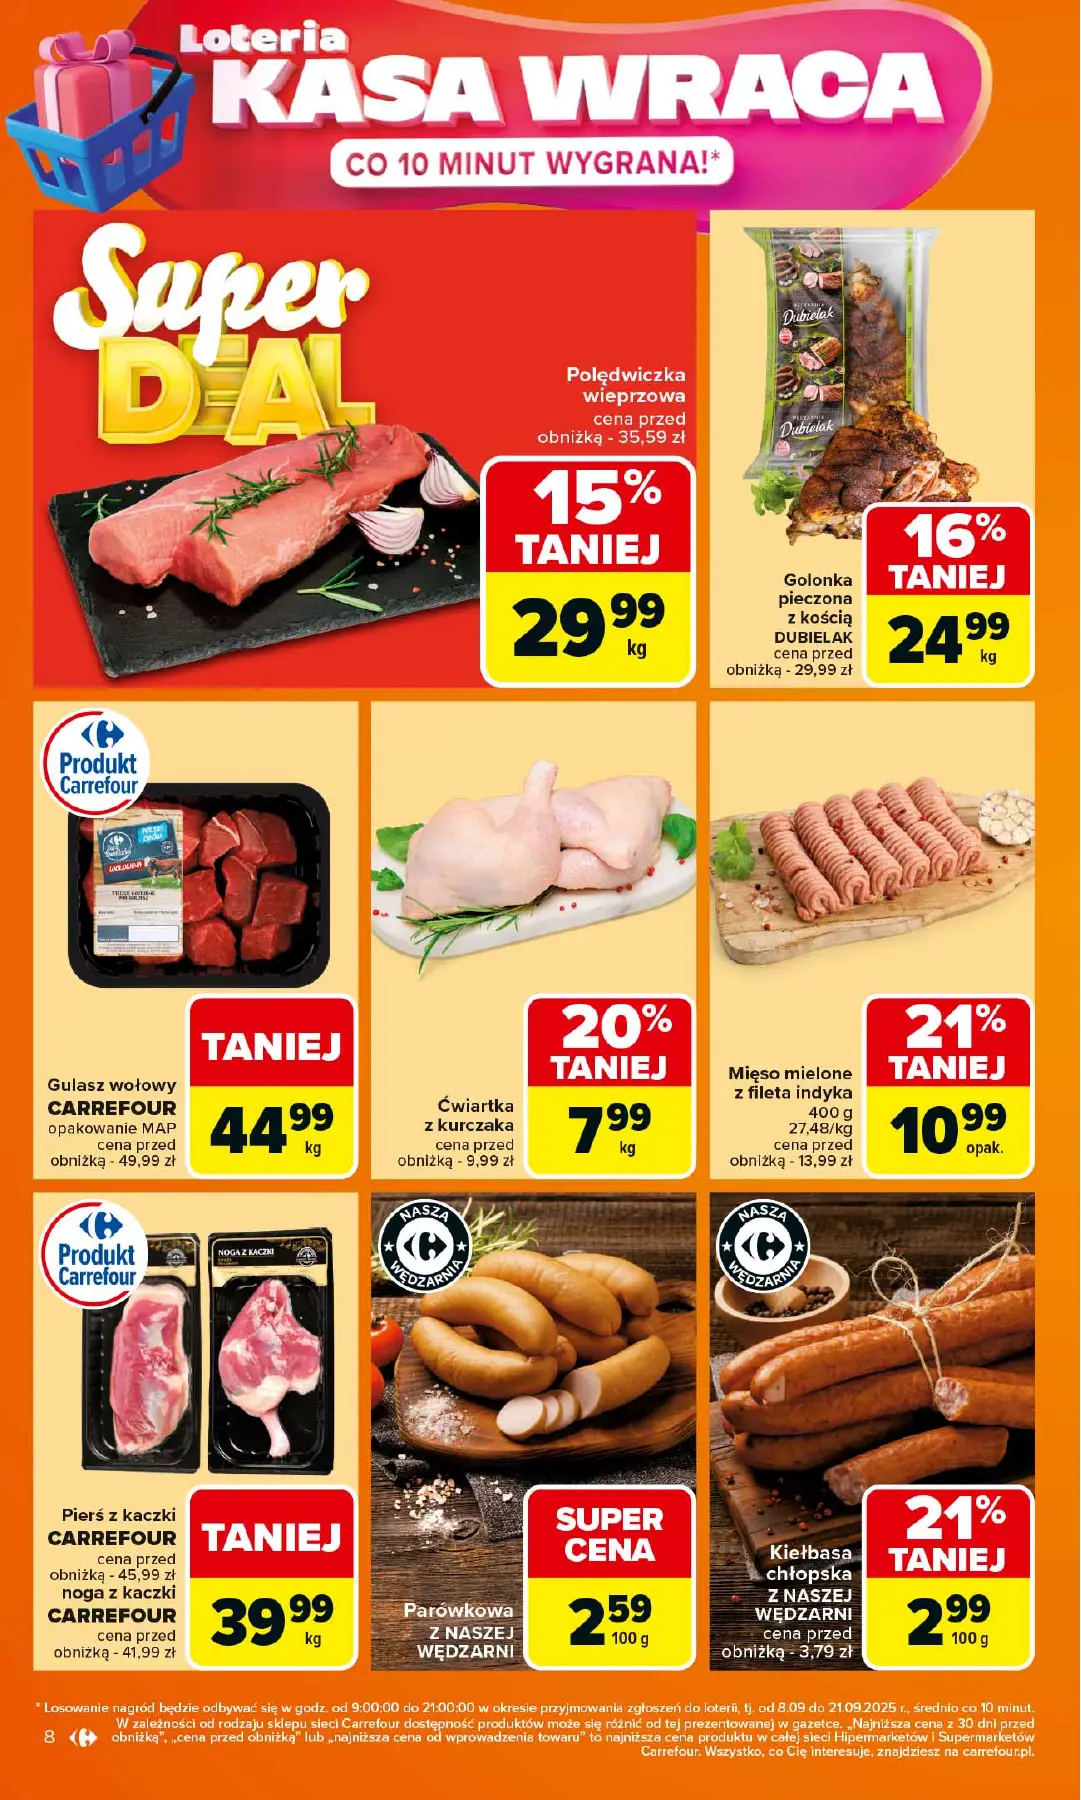 Loteria
KASA WRACA
CO 10 MINUT WYGRANA!*
Super
DEAL
Polędwiczka
wieprzowa
cena przed
obniżką - 35,59 zł
15%
TANIEJ
29 99
kg
Dubielak
Dubielak
Golonka
pieczona
z kością
DUBIELAK
cena przed
obniżką - 29,99 zł
16%
TANIEJ
24 99
kg
Produkt
Carrefour
WOŁOWINA
Gulasz wołowy
CARREFOUR
opakowanie MAP
cena przed
obniżką - 49,99 zł
TANIEJ
44 99
kg
Ćwiartka
z kurczaka
cena przed
obniżką - 9,99 zł
20%
TANIEJ
7 99
kg
Mięso mielone
z fileta indyka
400 g
27,48/kg
cena przed
obniżką - 13,99 zł
21%
TANIEJ
10 99
opak.
Produkt
Carrefour
NOGA Z KACZKI
Pierś z kaczki
CARREFOUR
cena przed
obniżką - 45,99 zł
noga z kaczki
CARREFOUR
cena przed
obniżką - 41,99 zł
TANIEJ
39 99
kg
NASZA
WĘDZARNIA
Parówkowa
Z NASZEJ
WĘDZARNI
SUPER
CENA
2 59
100 g
NASZA
WĘDZARNIA
Kiełbasa
chłopska
Z NASZEJ
WĘDZARNI
cena przed
obniżką - 3,79 zł
21%
TANIEJ
2 99
100 g
* Losowanie nagród będzie odbywać się w godz. od 9:00:00 do 21:00:00 w okresie przyjmowania zgłoszeń do loterii, tj. od 8.09 do 21.09.2025 r., średnio co 10 minut.
W zależności od rodzaju sklepu sieci Carrefour dostępność produktów może się różnić od tej prezentowanej w gazetce. „Najniższa cena z 30 dni przed
obniżką”, „cena przed obniżką” lub „najniższa cena od wprowadzenia towaru” to najniższa cena produktu w całej sieci Hipermarketów i Supermarketów
Carrefour. Wszystko, co Cię interesuje, znajdziesz na carrefour.pl.
8